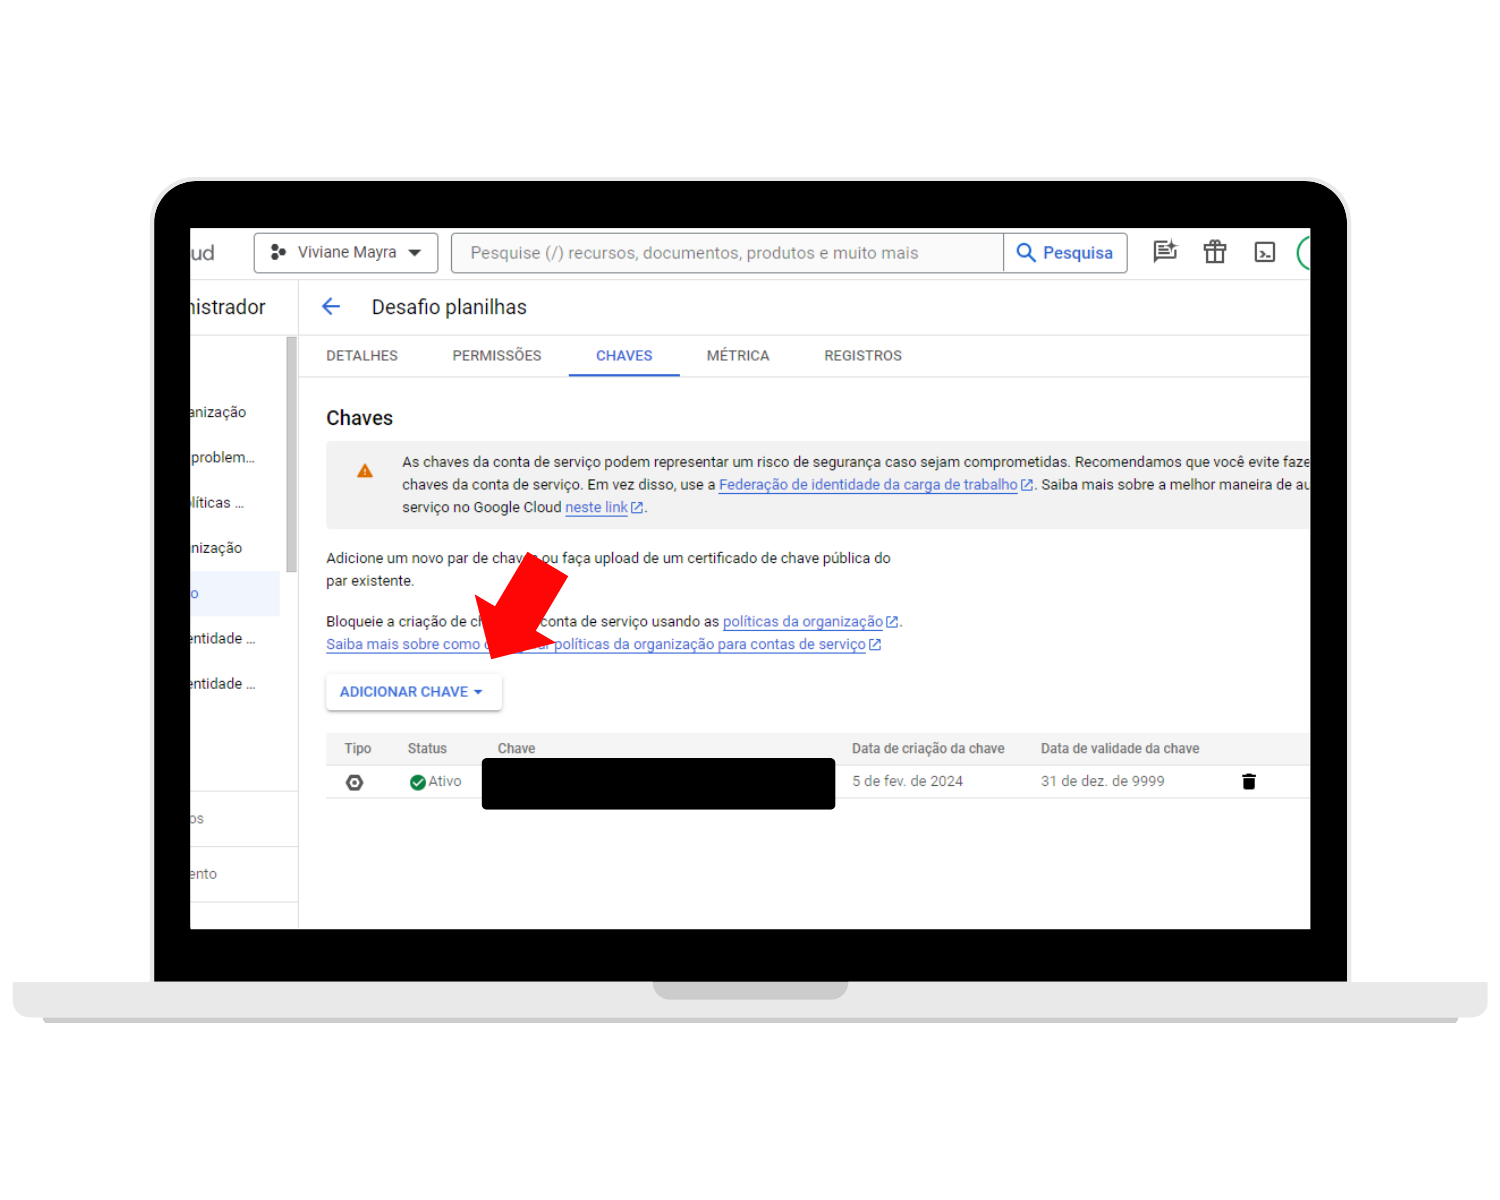 ud
Viviane Mayra
Pesquise (/) recursos, documentos, produtos e muito mais
Pesquisa
nistrador
Desafio planilhas
DETALHES PERMISSÕES CHAVES MÉTRICA REGISTROS
anização
problem...
líticas ...
nização
o
entidade ...
entidade ...
os
ento
Chaves
As chaves da conta de serviço podem representar um risco de segurança caso sejam comprometidas. Recomendamos que você evite faze
chaves da conta de serviço. Em vez disso, use a Federação de identidade da carga de trabalho. Saiba mais sobre a melhor maneira de au
serviço no Google Cloud neste link.
Adicione um novo par de chaves ou faça upload de um certificado de chave pública do
par existente.
Bloqueie a criação de conta de serviço usando as políticas da organização.
Saiba mais sobre como políticas da organização para contas de serviço
ADICIONAR CHAVE
Tipo Status Chave Data de criação da chave Data de validade da chave
Ativo 5 de fev. de 2024 31 de dez. de 9999